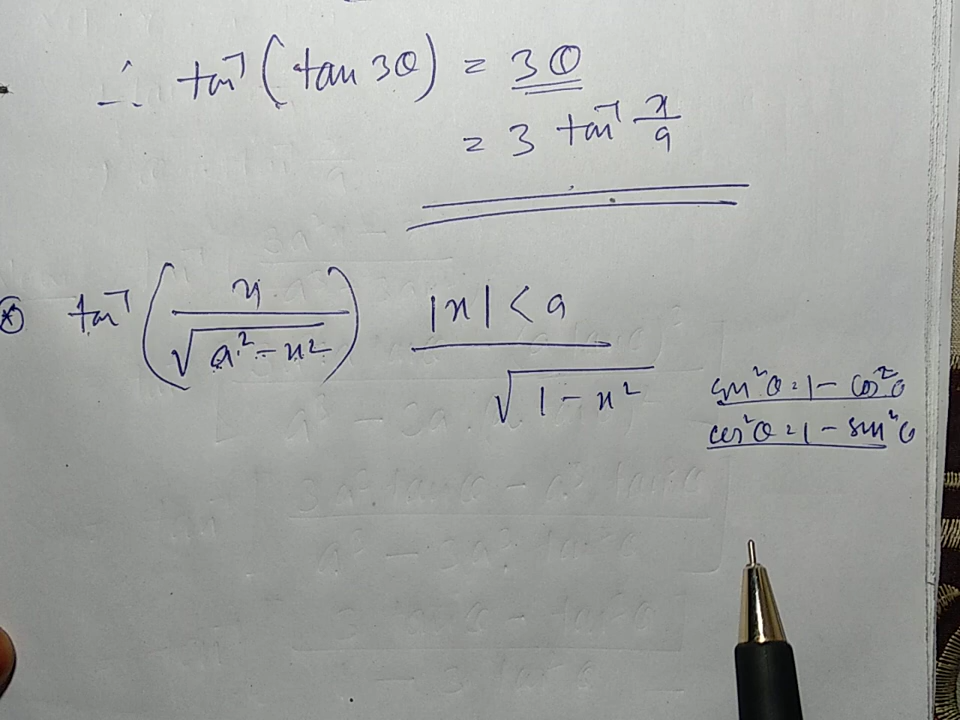 ∴ tan⁻¹ (tan 3θ) = 3θ
= 3 tan⁻¹ x/a
⊛ tan⁻¹ (x / √(a² - x²)) |x| < a
√(1 - x²)
sin²θ = 1 - cos²θ
cos²θ = 1 - sin²θ